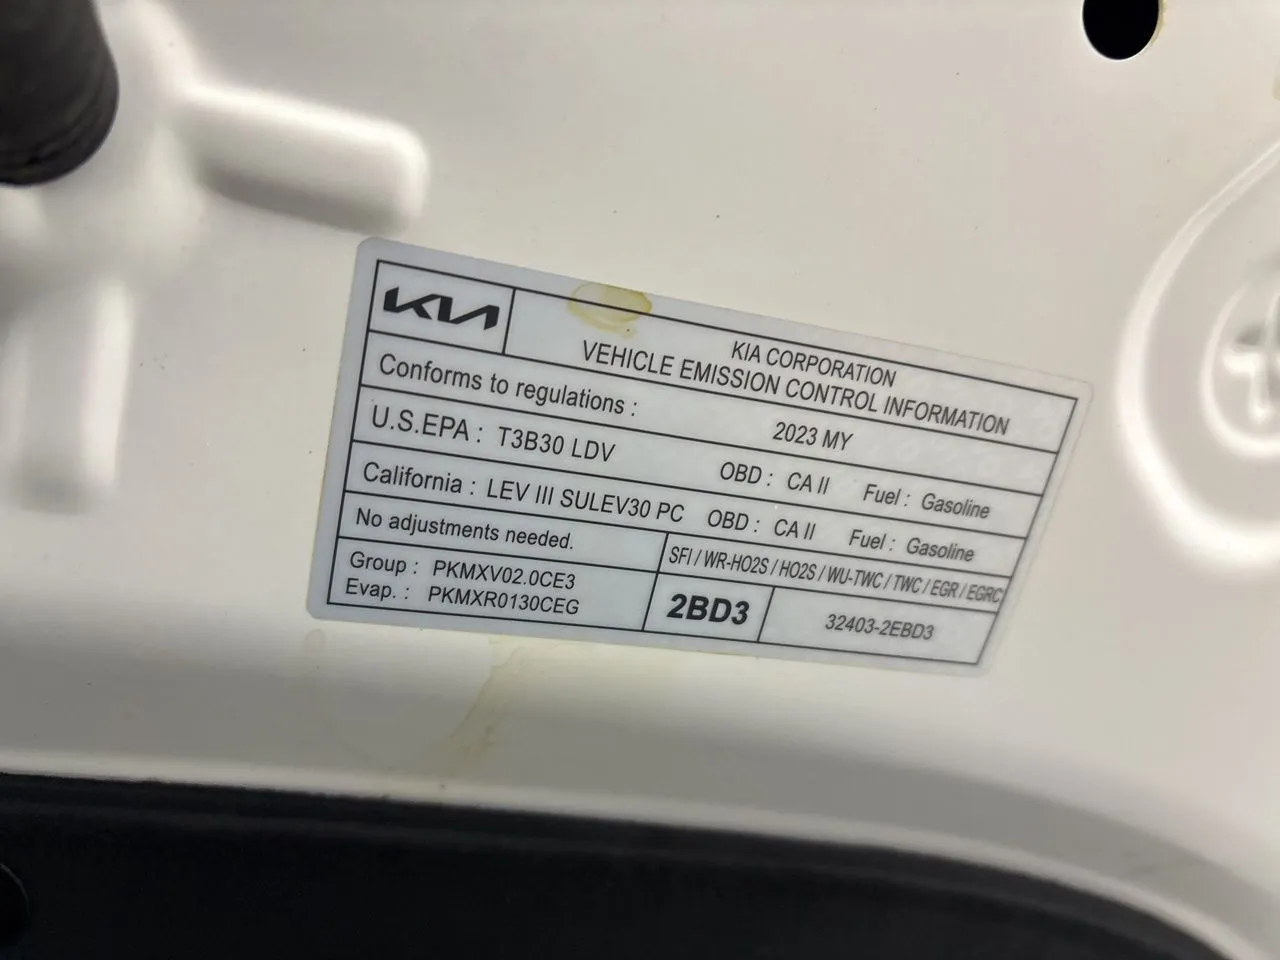 KIA
KIA CORPORATION
VEHICLE EMISSION CONTROL INFORMATION
Conforms to regulations : 2023 MY
U.S.EPA : T3B30 LDV OBD : CA II Fuel : Gasoline
California : LEV III SULEV30 PC OBD : CA II Fuel : Gasoline
No adjustments needed. SFI / WR-HO2S / HO2S / WU-TWC / TWC / EGR / EGRC
Group : PKMXV02.0CE3
Evap. : PKMXR0130CEG
2BD3 32403-2EBD3